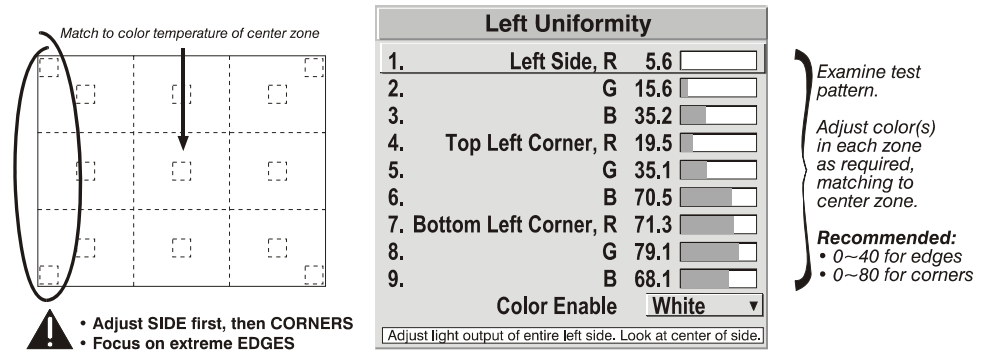 Match to color temperature of center zone
• Adjust SIDE first, then CORNERS
• Focus on extreme EDGES
Left Uniformity
1. Left Side, R 5.6
2. G 15.6
3. B 35.2
4. Top Left Corner, R 19.5
5. G 35.1
6. B 70.5
7. Bottom Left Corner, R 71.3
8. G 79.1
9. B 68.1
Color Enable White ▼
Adjust light output of entire left side. Look at center of side.
Examine test
pattern.
Adjust color(s)
in each zone
as required,
matching to
center zone.
Recommended:
• 0~40 for edges
• 0~80 for corners